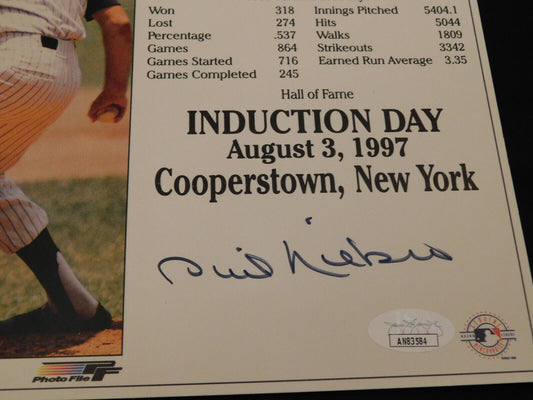 Won 318 Innings Pitched 5404.1
Lost 274 Hits 5044
Percentage .537 Walks 1809
Games 864 Strikeouts 3342
Games Started 716 Earned Run Average 3.35
Games Completed 245
Hall of Fame
INDUCTION DAY
August 3, 1997
Cooperstown, New York
Phil Niekro
AN83584
Photo File PF